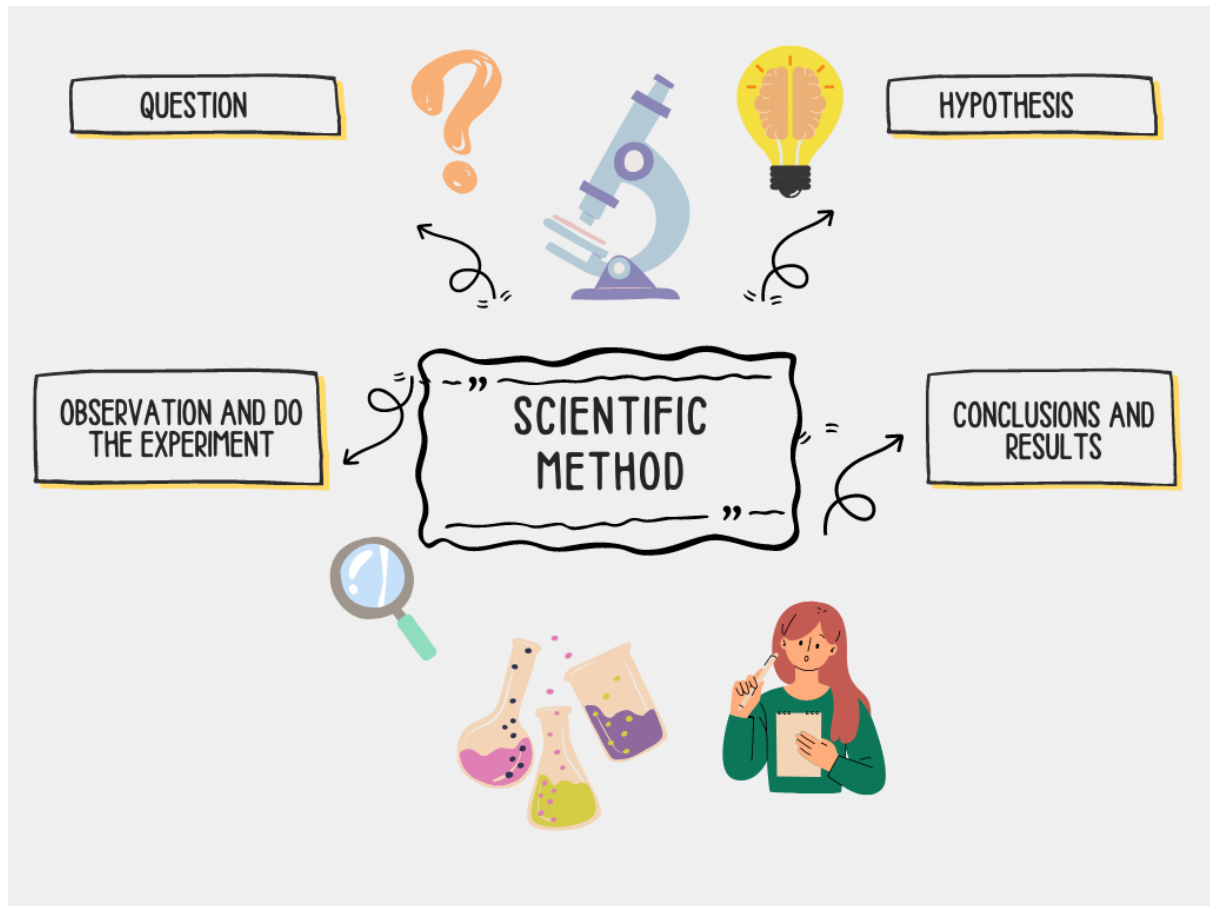 QUESTION
HYPOTHESIS
OBSERVATION AND DO
THE EXPERIMENT
SCIENTIFIC
METHOD
CONCLUSIONS AND
RESULTS